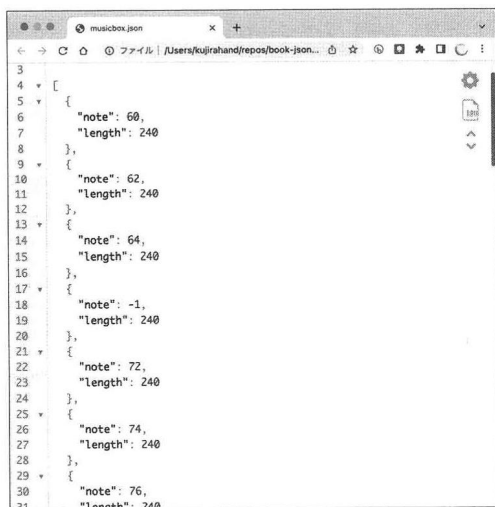 musicbox.json × +
ファイル | /Users/kujirahand/repos/book-json...
3
4 [
5 {
6 "note": 60,
7 "length": 240
8 },
9 {
10 "note": 62,
11 "length": 240
12 },
13 {
14 "note": 64,
15 "length": 240
16 },
17 {
18 "note": -1,
19 "length": 240
20 },
21 {
22 "note": 72,
23 "length": 240
24 },
25 {
26 "note": 74,
27 "length": 240
28 },
29 {
30 "note": 76,
31 "length": 240